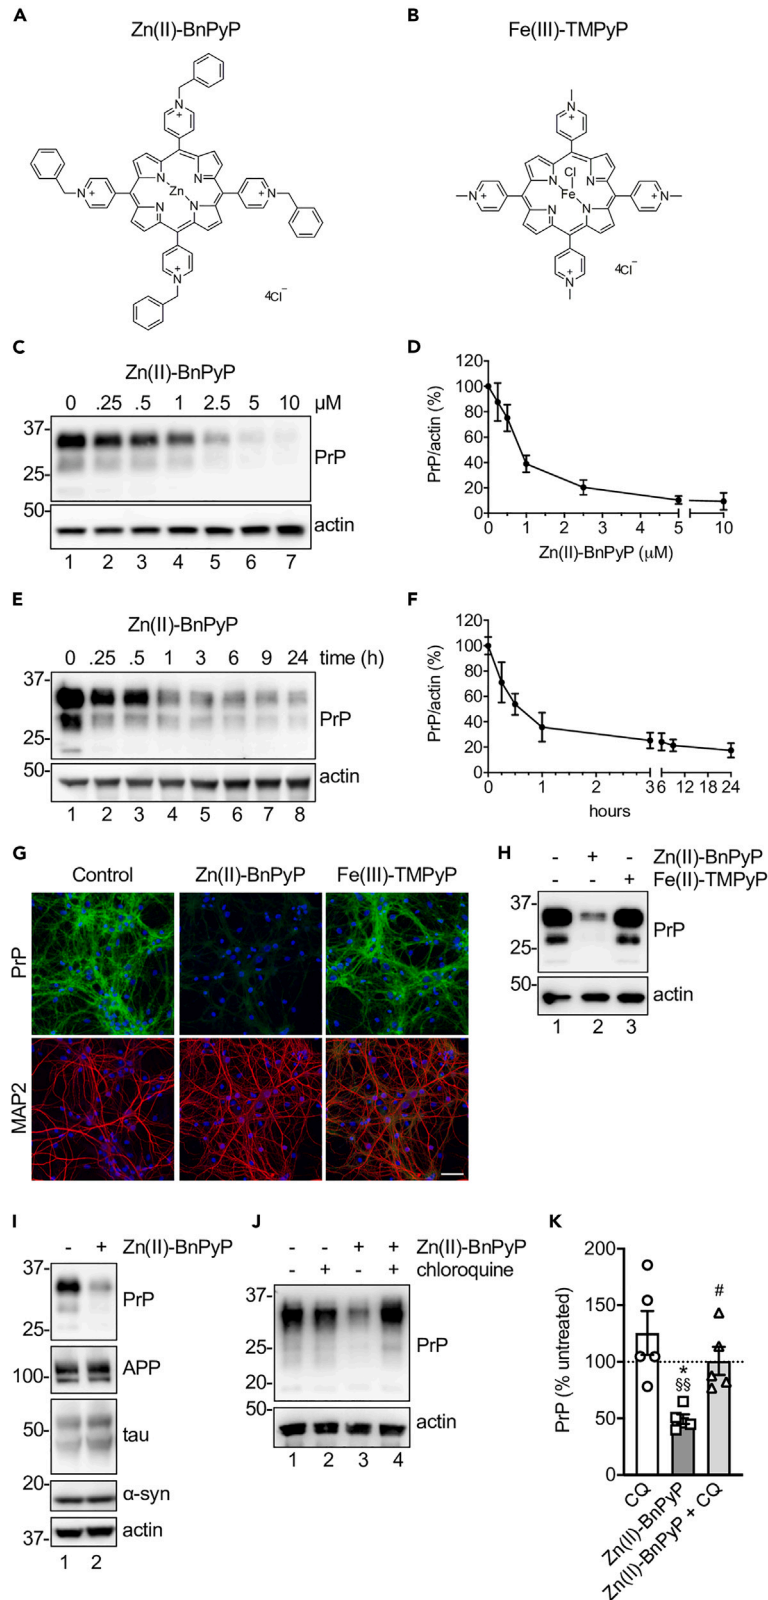 A Zn(II)-BnPyP
B Fe(III)-TMPyP
N +
N +
N +
N +
N N N N
Zn
4Cl−
N +
N +
N +
N +
N N N N
Cl
Fe
4Cl−
C
Zn(II)-BnPyP
0 .25 .5 1 2.5 5 10 µM
37-
25-
PrP
50-
actin
1 2 3 4 5 6 7
D
PrP/actin (%)
120
100
80
60
40
20
0
0 1 2 3 4 5 10
Zn(II)-BnPyP (µM)
E
Zn(II)-BnPyP
0 .25 .5 1 3 6 9 24 time (h)
37-
25-
PrP
50-
actin
1 2 3 4 5 6 7 8
F
PrP/actin (%)
120
100
80
60
40
20
0
0 1 2 3 6 12 18 24
hours
G
Control Zn(II)-BnPyP Fe(III)-TMPyP
PrP
MAP2
H
- + - Zn(II)-BnPyP
- - + Fe(II)-TMPyP
37-
25-
PrP
50-
actin
1 2 3
I
- + Zn(II)-BnPyP
37-
25-
PrP
100-
APP
50-
tau
20-
α-syn
37-
actin
1 2
J
- - + + Zn(II)-BnPyP
- + - + chloroquine
37-
25-
20-
PrP
50-
actin
1 2 3 4
K
PrP (% untreated)
200
150
100
50
0
*
§§
#
CQ
Zn(II)-BnPyP
Zn(II)-BnPyP + CQ